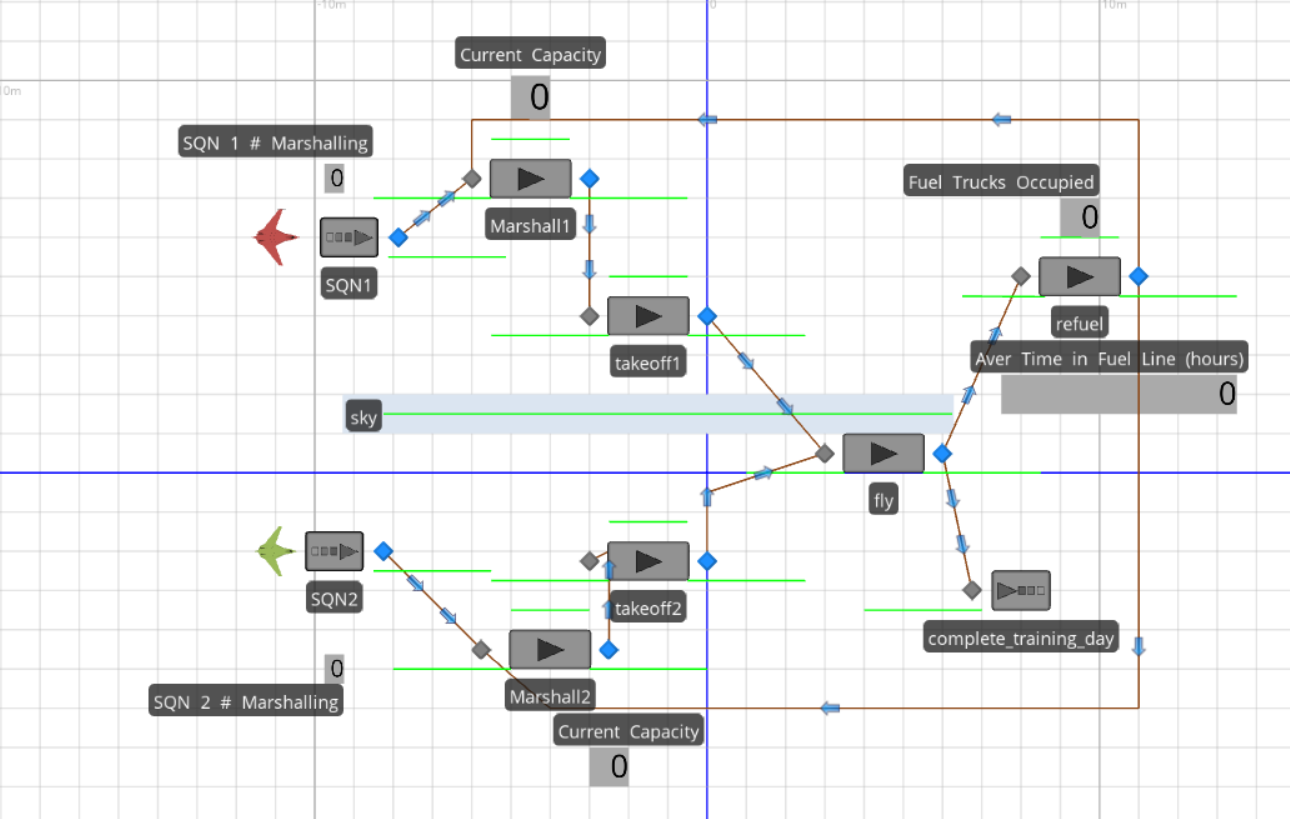 -10m
0
10m
0m
Current Capacity
0
SQN 1 # Marshalling
0
SQN1
Marshall1
Fuel Trucks Occupied
0
refuel
takeoff1
Aver Time in Fuel Line (hours)
0
sky
fly
SQN2
takeoff2
complete_training_day
0
SQN 2 # Marshalling
Marshall2
Current Capacity
0